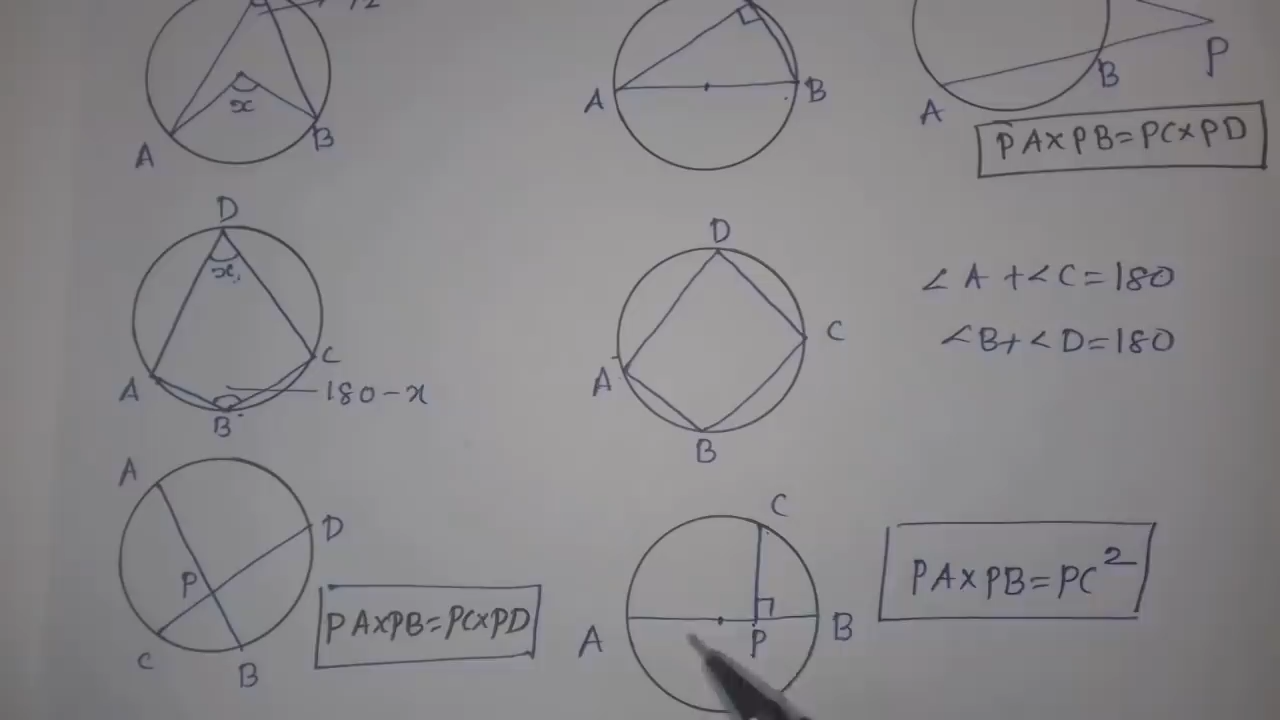 x
A
B
A
B
A
B
P
PA×PB=PC×PD
D
x
A
C
B
180-x
D
A
C
B
∠A+∠C=180
∠B+∠D=180
A
D
P
C
B
PA×PB=PC×PD
C
A
P
B
PA×PB=PC²